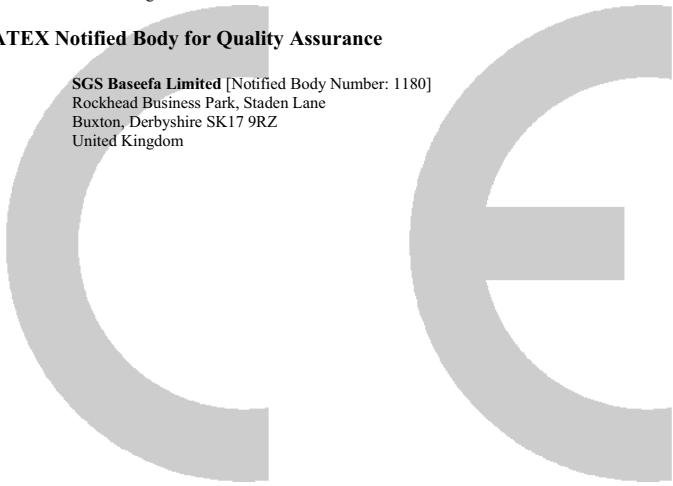 ATEX Notified Body for Quality Assurance
SGS Baseefa Limited [Notified Body Number: 1180]
Rockhead Business Park, Staden Lane
Buxton, Derbyshire SK17 9RZ
United Kingdom